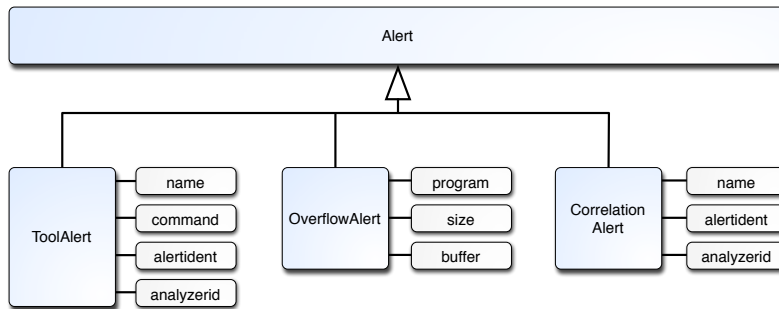 Alert
ToolAlert
name
command
alertident
analyzerid
OverflowAlert
program
size
buffer
Correlation
Alert
name
alertident
analyzerid